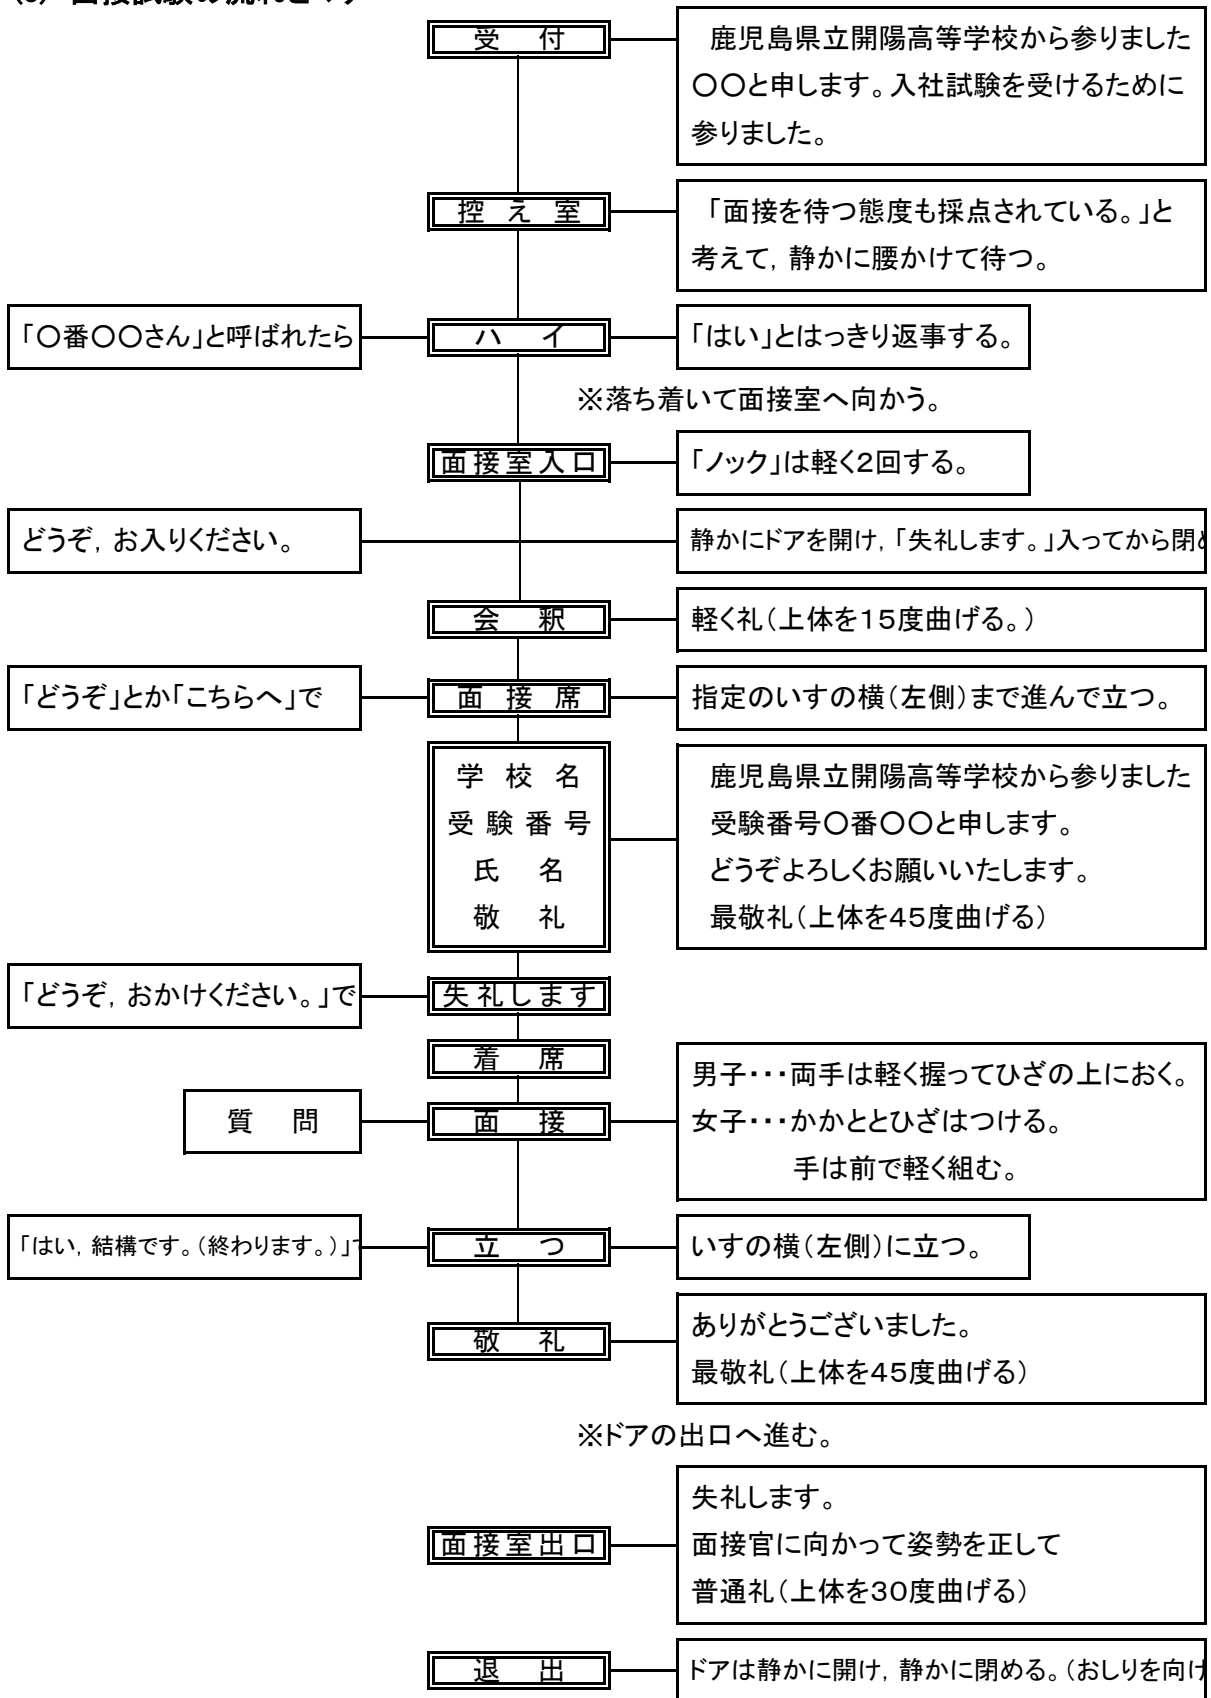 受　付
鹿児島県立開陽高等学校から参りました
〇〇と申します。入社試験を受けるために
参りました。
控　え　室
「面接を待つ態度も採点されている。」と
考えて，静かに腰かけて待つ。
「〇番〇〇さん」と呼ばれたら
ハ　イ
「はい」とはっきり返事する。
※落ち着いて面接室へ向かう。
面接室入口
「ノック」は軽く２回する。
どうぞ，お入りください。
静かにドアを開け，「失礼します。」入ってから閉
会　釈
軽く礼（上体を１５度曲げる。）
「どうぞ」とか「こちらへ」で
面　接　席
指定のいすの横（左側）まで進んで立つ。
学　校　名
受験番号
氏　名
敬　礼
鹿児島県立開陽高等学校から参りました
受験番号〇番〇〇と申します。
どうぞよろしくお願いいたします。
最敬礼（上体を４５度曲げる）
「どうぞ，おかけください。」で
失礼します
着　席
男子・・・両手は軽く握ってひざの上におく。
女子・・・かかととひざはつける。
手は前で軽く組む。
質　問
面　接
「はい，結構です。（終わります。）」
立　つ
いすの横（左側）に立つ。
敬　礼
ありがとうございました。
最敬礼（上体を４５度曲げる）
※ドアの出口へ進む。
面接室出口
失礼します。
面接官に向かって姿勢を正して
普通礼（上体を３０度曲げる）
退　出
ドアは静かに開け，静かに閉める。（おしりを向け